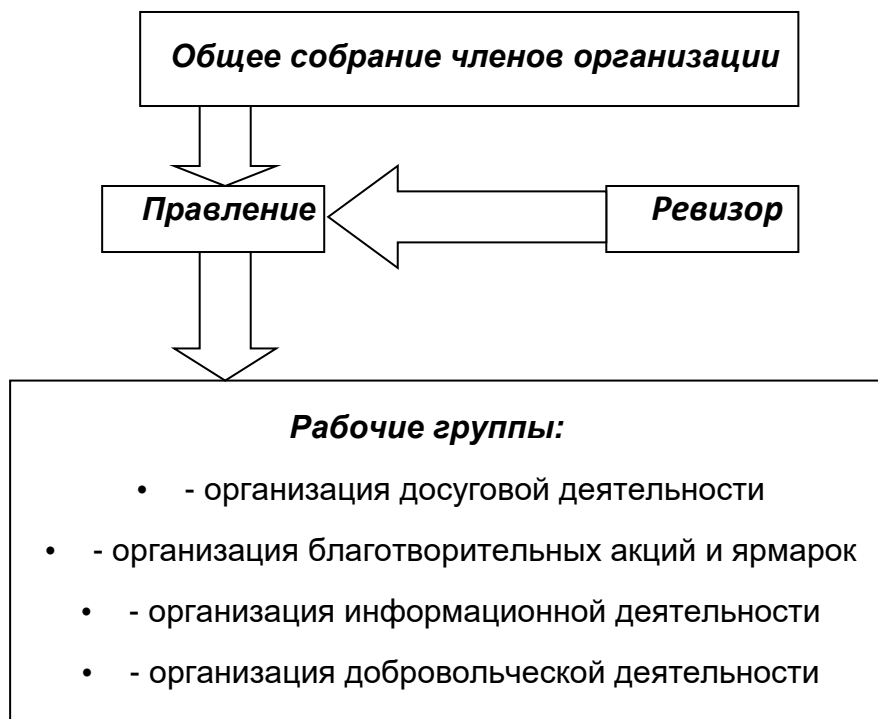 Общее собрание членов организации
Правление
Ревизор
Рабочие группы:
• - организация досуговой деятельности
• - организация благотворительных акций и ярмарок
• - организация информационной деятельности
• - организация добровольческой деятельности